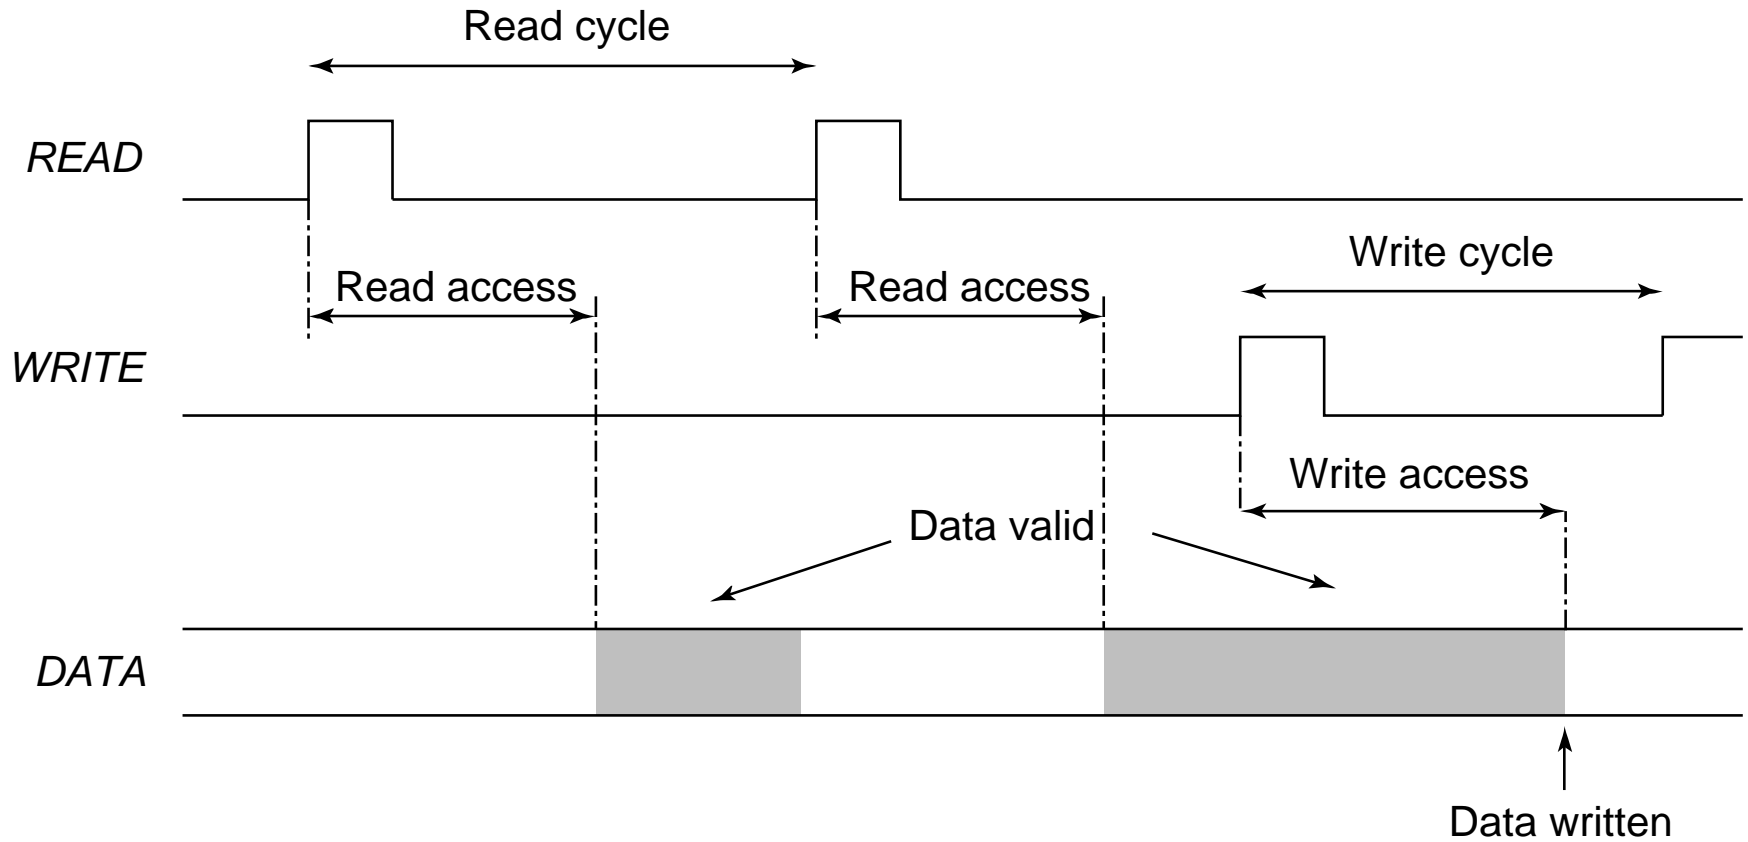 Read cycle
READ
Write cycle
Read access
Read access
WRITE
Write access
Data valid
DATA
Data written